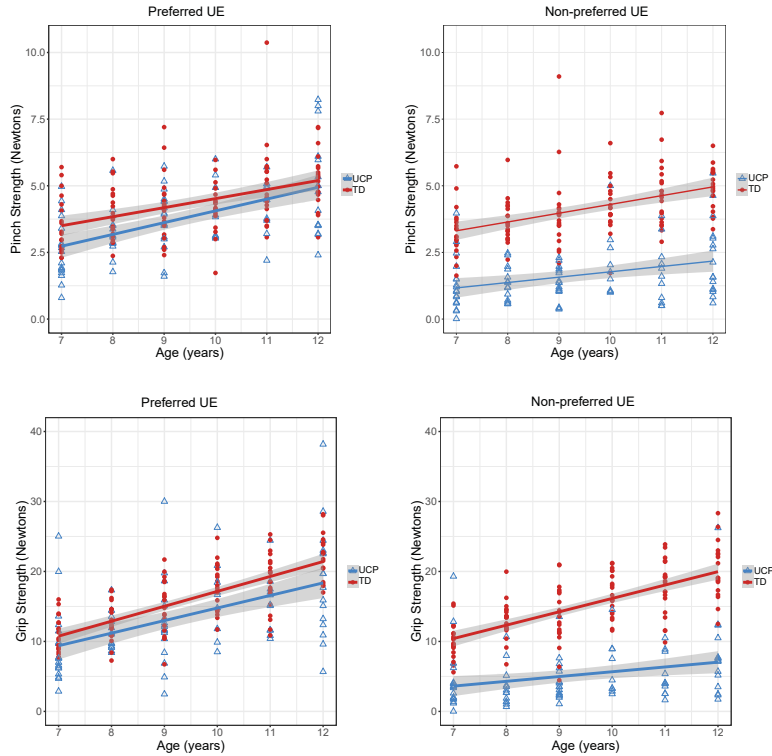 Preferred UE
Non-preferred UE
10.0
7.5
5.0
2.5
0.0
Pinch Strength (Newtons)
7 8 9 10 11 12
Age (years)
UCP
TD
10.0
7.5
5.0
2.5
0.0
Pinch Strength (Newtons)
7 8 9 10 11 12
Age (years)
UCP
TD
Preferred UE
Non-preferred UE
40
30
20
10
0
Grip Strength (Newtons)
7 8 9 10 11 12
Age (years)
UCP
TD
40
30
20
10
0
Grip Strength (Newtons)
7 8 9 10 11 12
Age (years)
UCP
TD